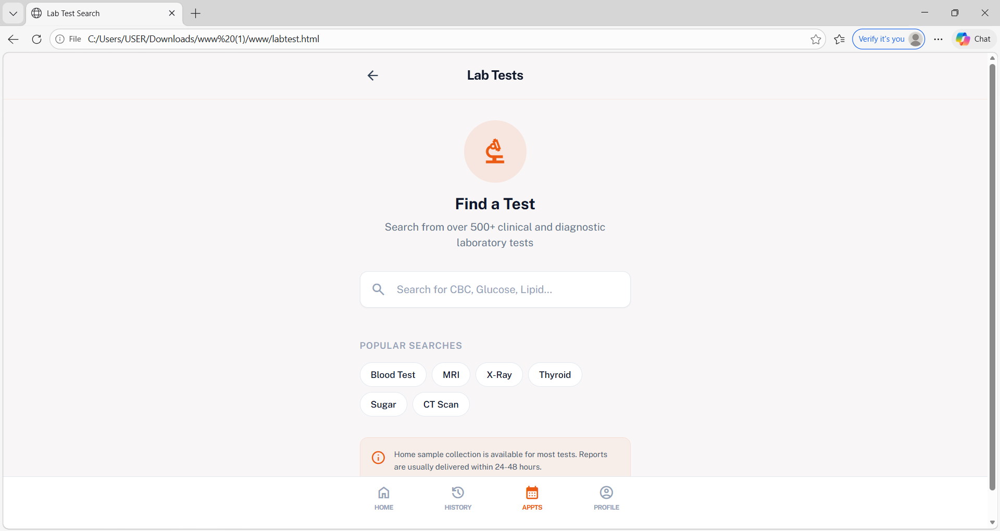 Lab Test Search
File C:/Users/USER/Downloads/www%20(1)/www/labtest.html
Verify it's you
Chat
Lab Tests
Find a Test
Search from over 500+ clinical and diagnostic
laboratory tests
Search for CBC, Glucose, Lipid...
POPULAR SEARCHES
Blood Test MRI X-Ray Thyroid
Sugar CT Scan
Home sample collection is available for most tests. Reports
are usually delivered within 24-48 hours.
HOME HISTORY APPTS PROFILE